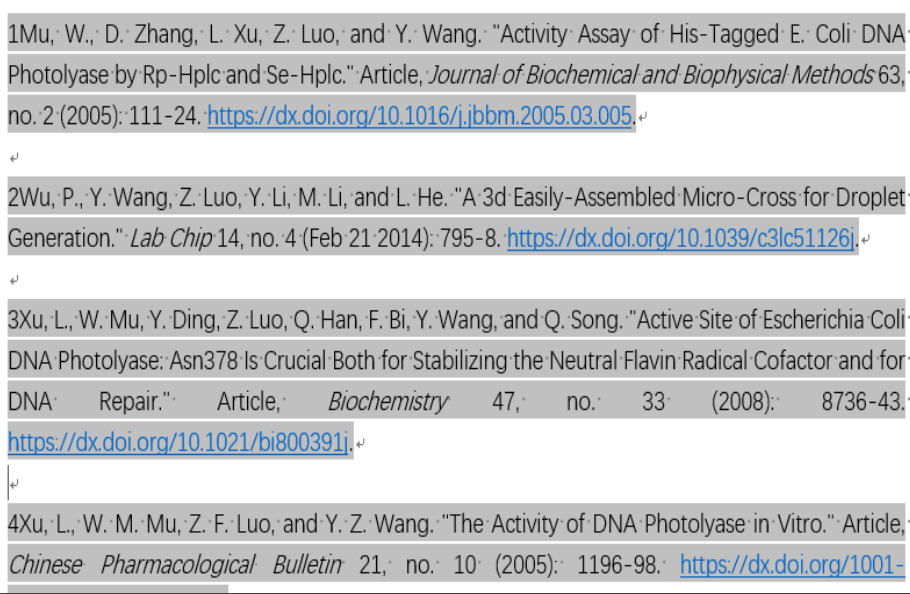 1Mu, W., D. Zhang, L. Xu, Z. Luo, and Y. Wang. "Activity Assay of His-Tagged E. Coli DNA
Photolyase by Rp-Hplc and Se-Hplc." Article, Journal of Biochemical and Biophysical Methods 63,
no. 2 (2005): 111-24. https://dx.doi.org/10.1016/j.jbbm.2005.03.005.
2Wu, P., Y. Wang, Z. Luo, Y. Li, M. Li, and L. He. "A 3d Easily-Assembled Micro-Cross for Droplet
Generation." Lab Chip 14, no. 4 (Feb 21 2014): 795-8. https://dx.doi.org/10.1039/c3lc51126j.
3Xu, L., W. Mu, Y. Ding, Z. Luo, Q. Han, F. Bi, Y. Wang, and Q. Song. "Active Site of Escherichia Coli
DNA Photolyase: Asn378 Is Crucial Both for Stabilizing the Neutral Flavin Radical Cofactor and for
DNA Repair." Article, Biochemistry 47, no. 33 (2008): 8736-43.
https://dx.doi.org/10.1021/bi800391j.
4Xu, L., W. M. Mu, Z. F. Luo, and Y. Z. Wang. "The Activity of DNA Photolyase in Vitro." Article,
Chinese Pharmacological Bulletin 21, no. 10 (2005): 1196-98. https://dx.doi.org/1001-